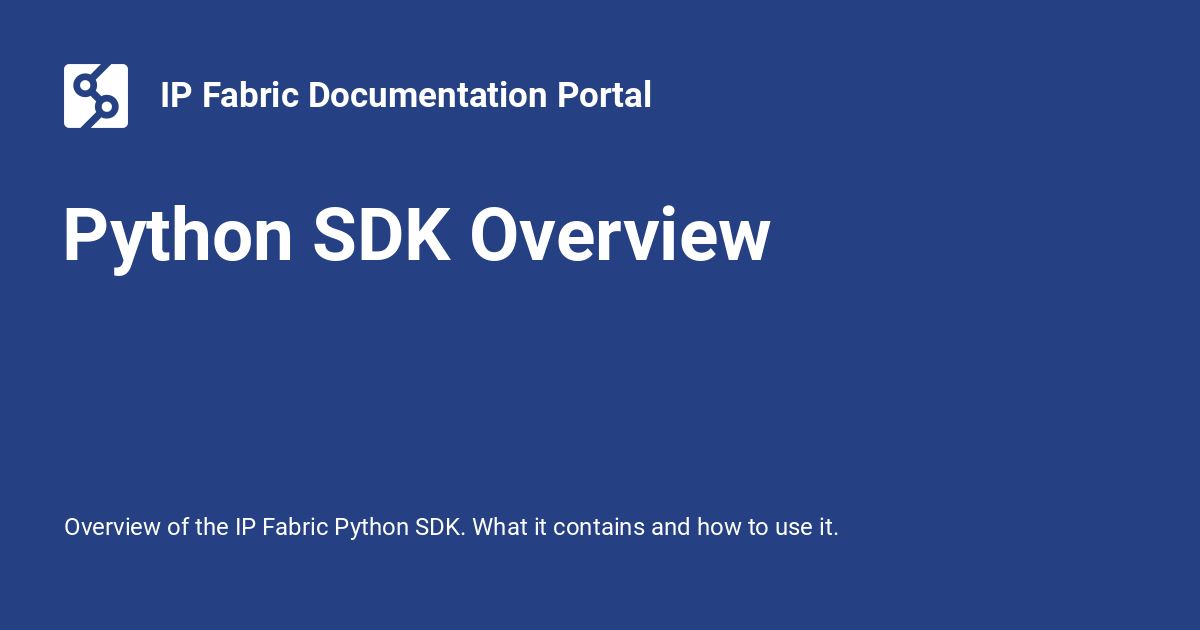 IP Fabric Documentation Portal
Python SDK Overview
Overview of the IP Fabric Python SDK. What it contains and how to use it.